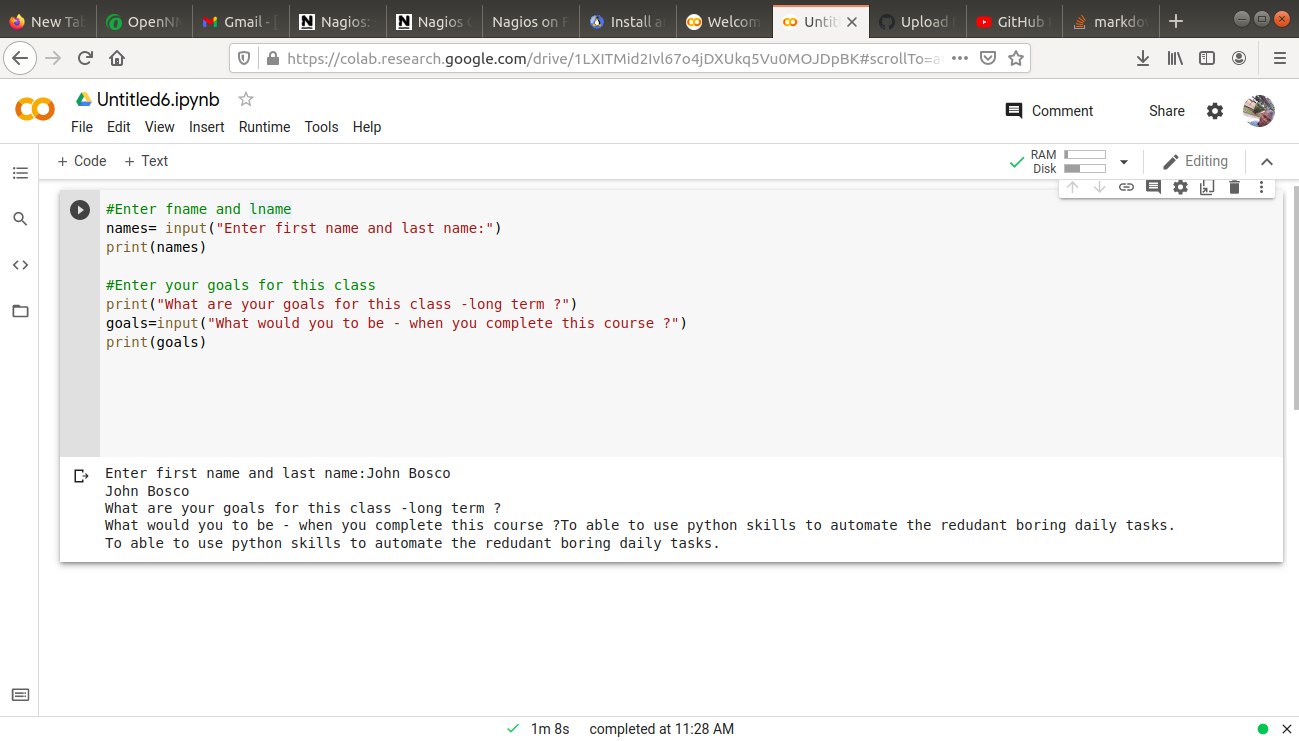 New Ta
OpenN
Gmail -
Nagios:
Nagios
Nagios on
Install a
Welcom
Untit
Upload
GitHub
markdo
https://colab.research.google.com/drive/1LXITMid2Ivl67o4jDXUkq5Vu0MOJDpBK#scrollTo=a
Untitled6.ipynb
File Edit View Insert Runtime Tools Help
Comment
Share
+ Code + Text
RAM
Disk
Editing
#Enter fname and lname
names= input("Enter first name and last name:")
print(names)
#Enter your goals for this class
print("What are your goals for this class -long term ?")
goals=input("What would you to be - when you complete this course ?")
print(goals)
Enter first name and last name:John Bosco
John Bosco
What are your goals for this class -long term ?
What would you to be - when you complete this course ?To able to use python skills to automate the redudant boring daily tasks.
To able to use python skills to automate the redudant boring daily tasks.
1m 8s completed at 11:28 AM